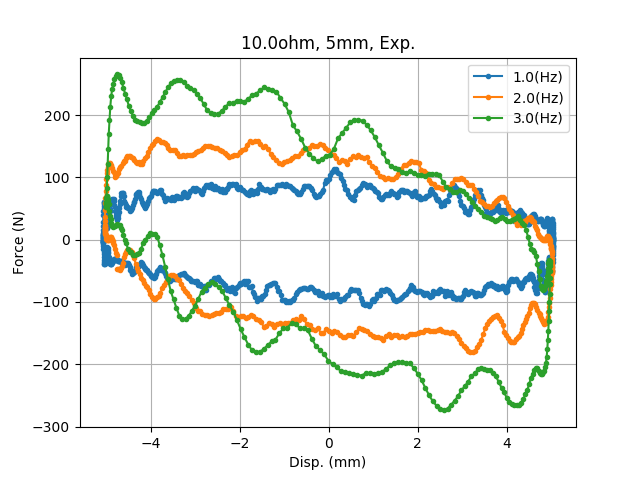 10.0ohm, 5mm, Exp.
1.0(Hz)
2.0(Hz)
3.0(Hz)
Force (N)
200
100
0
−100
−200
−300
−4
−2
0
2
4
Disp. (mm)